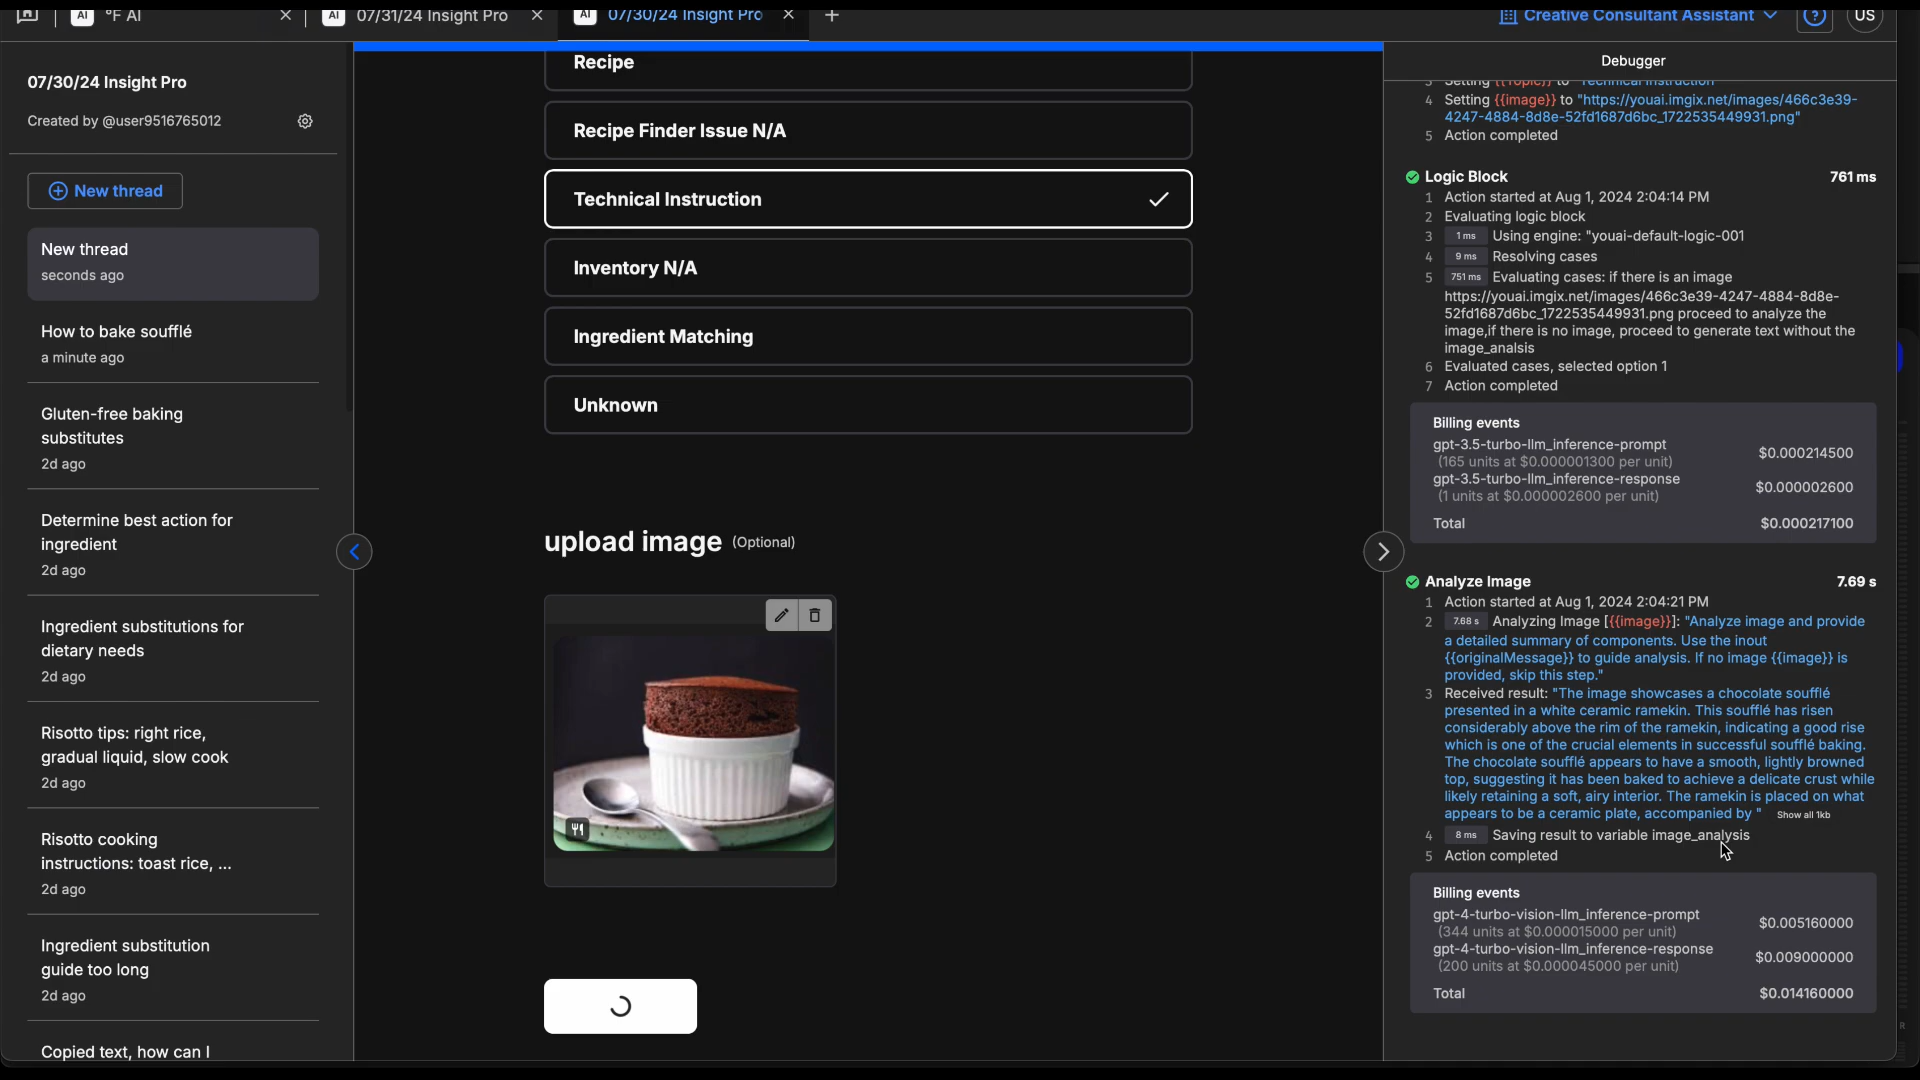 AI °F AI
AI 07/31/24 Insight Pro
AI 07/30/24 Insight Pro
Creative Consultant Assistant
?
US
07/30/24 Insight Pro
Created by @user9516765012
New thread
New thread
seconds ago
How to bake soufflé
a minute ago
Gluten-free baking
substitutes
2d ago
Determine best action for
ingredient
2d ago
Ingredient substitutions for
dietary needs
2d ago
Risotto tips: right rice,
gradual liquid, slow cook
2d ago
Risotto cooking
instructions: toast rice, ...
2d ago
Ingredient substitution
guide too long
2d ago
Copied text, how can I
Recipe
Recipe Finder Issue N/A
Technical Instruction
Inventory N/A
Ingredient Matching
Unknown
upload image (Optional)
Debugger
3 Setting {{Topic}} to "Technical Instruction"
4 Setting {{image}} to "https://youai.imgix.net/images/466c3e39-
4247-4884-8d8e-52fd1687d6bc_1722535449931.png"
5 Action completed
Logic Block 761 ms
1 Action started at Aug 1, 2024 2:04:14 PM
2 Evaluating logic block
3 1 ms Using engine: "youai-default-logic-001
4 9 ms Resolving cases
5 751 ms Evaluating cases: if there is an image
https://youai.imgix.net/images/466c3e39-4247-4884-8d8e-
52fd1687d6bc_1722535449931.png proceed to analyze the
image,if there is no image, proceed to generate text without the
image_analsis
6 Evaluated cases, selected option 1
7 Action completed
Billing events
gpt-3.5-turbo-llm_inference-prompt
(165 units at $0.000001300 per unit) $0.000214500
gpt-3.5-turbo-llm_inference-response
(1 units at $0.000002600 per unit) $0.000002600
Total $0.000217100
Analyze Image 7.69 s
1 Action started at Aug 1, 2024 2:04:21 PM
2 7.68 s Analyzing Image [{{image}}]: "Analyze image and provide
a detailed summary of components. Use the inout
{{originalMessage}} to guide analysis. If no image {{image}} is
provided, skip this step."
3 Received result: "The image showcases a chocolate soufflé
presented in a white ceramic ramekin. This soufflé has risen
considerably above the rim of the ramekin, indicating a good rise
which is one of the crucial elements in successful soufflé baking.
The chocolate soufflé appears to have a smooth, lightly browned
top, suggesting it has been baked to achieve a delicate crust while
likely retaining a soft, airy interior. The ramekin is placed on what
appears to be a ceramic plate, accompanied by " Show all 1kb
4 8 ms Saving result to variable image_analysis
5 Action completed
Billing events
gpt-4-turbo-vision-llm_inference-prompt
(344 units at $0.000015000 per unit) $0.005160000
gpt-4-turbo-vision-llm_inference-response
(200 units at $0.000045000 per unit) $0.009000000
Total $0.014160000